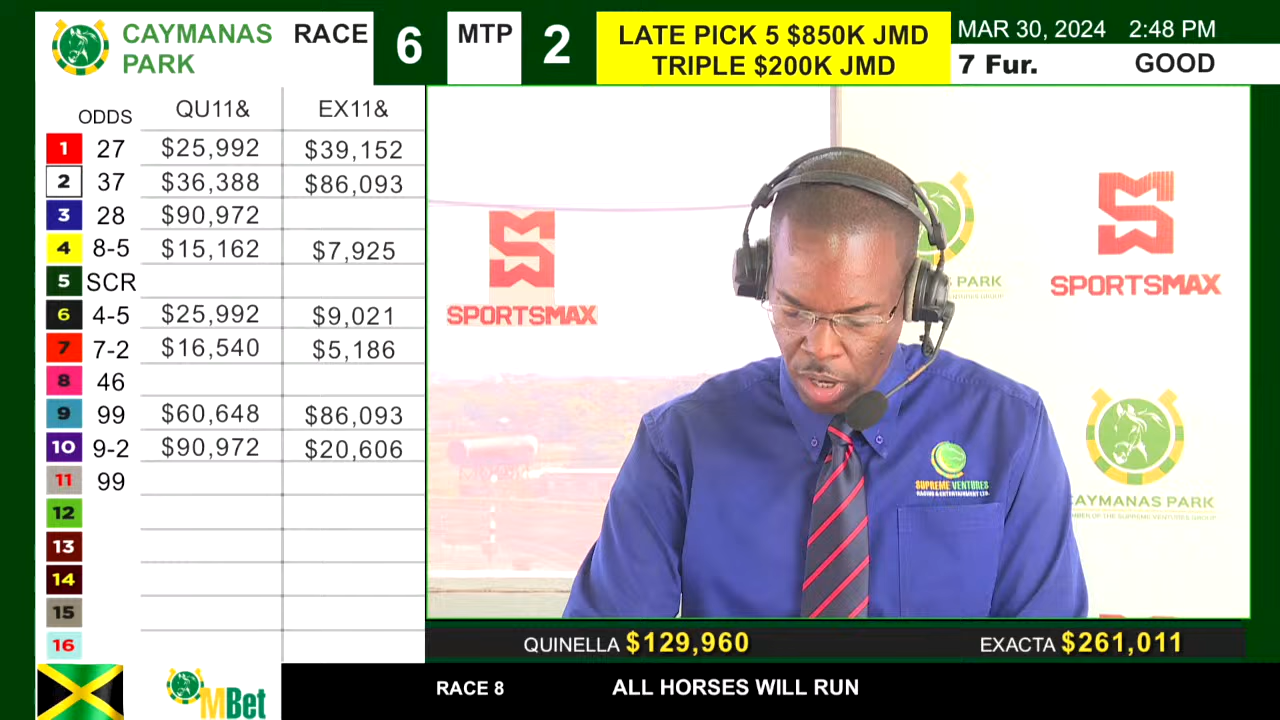 CAYMANAS
PARK
RACE 6
MTP 2
LATE PICK 5 $850K JMD
TRIPLE $200K JMD
MAR 30, 2024 2:48 PM
7 Fur. GOOD
ODDS QU11& EX11&
1 27 $25,992 $39,152
2 37 $36,388 $86,093
3 28 $90,972
4 8-5 $15,162 $7,925
5 SCR
6 4-5 $25,992 $9,021
7 7-2 $16,540 $5,186
8 46
9 99 $60,648 $86,093
10 9-2 $90,972 $20,606
11 99
12
13
14
15
16
SPORTSMAX
PARK
SPORTSMAX
SUPREME VENTURES
RACING & ENTERTAINMENT LTD.
CAYMANAS PARK
QUINELLA $129,960 EXACTA $261,011
MBet
RACE 8 ALL HORSES WILL RUN